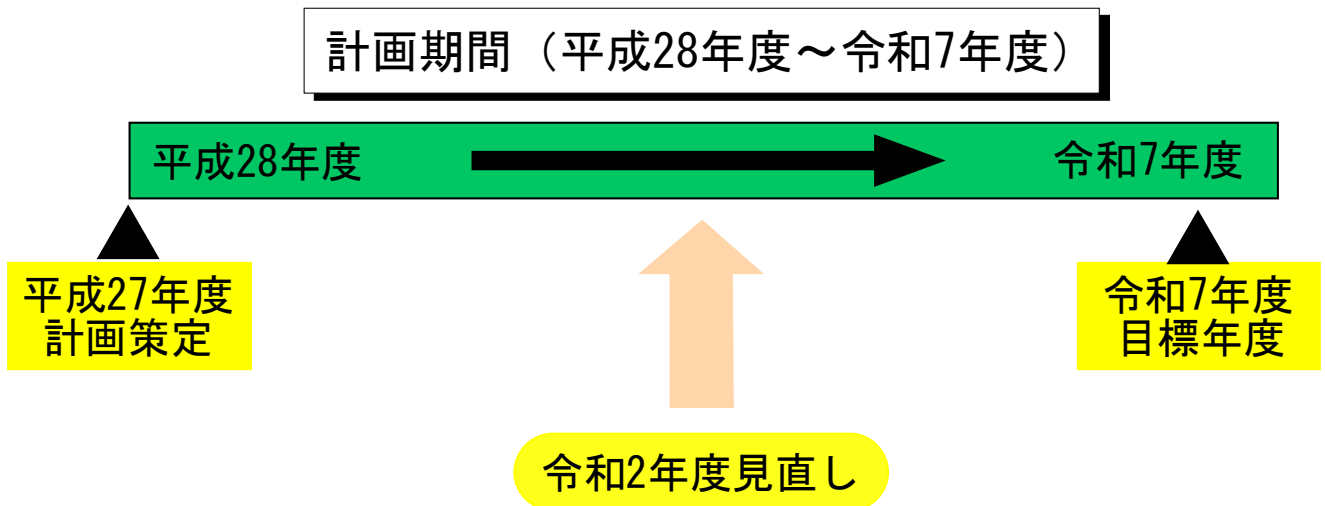 計画期間（平成28年度～令和7年度）
平成28年度
令和7年度
平成27年度
計画策定
令和7年度
目標年度
令和2年度見直し